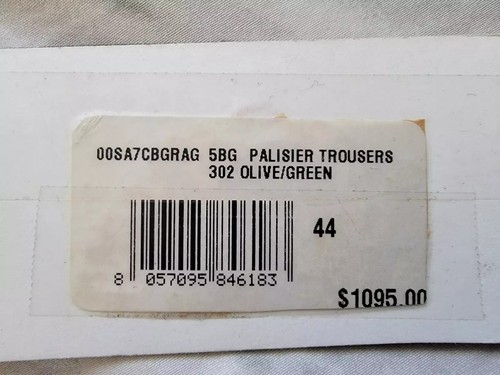 00SA7CBGRAG 5BG PALISIER TROUSERS
302 OLIVE/GREEN
44
8 057095 846183
$1095.00